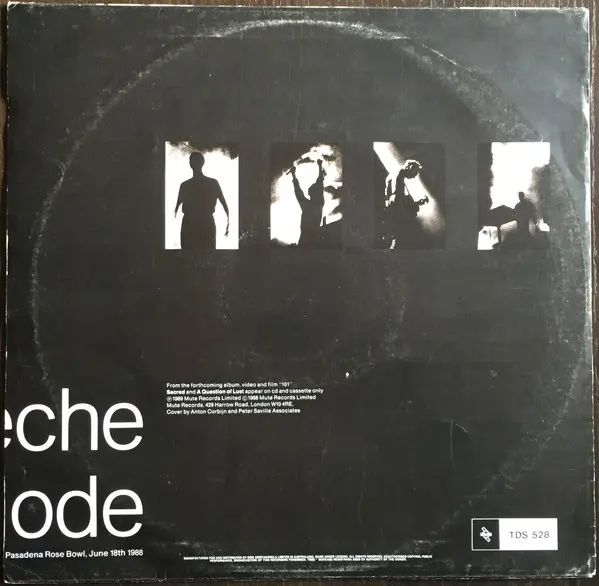 From the forthcoming album, video and film "101"
Sacred and A Question of Lust appear on cd and cassette only
℗1989 Mute Records Limited ©1988 Mute Records Limited
Mute Records, 429 Harrow Road, London W10 4RE.
Cover by Anton Corbijn and Peter Saville Associates
eche
ode
Pasadena Rose Bowl, June 18th 1988
TDS 528